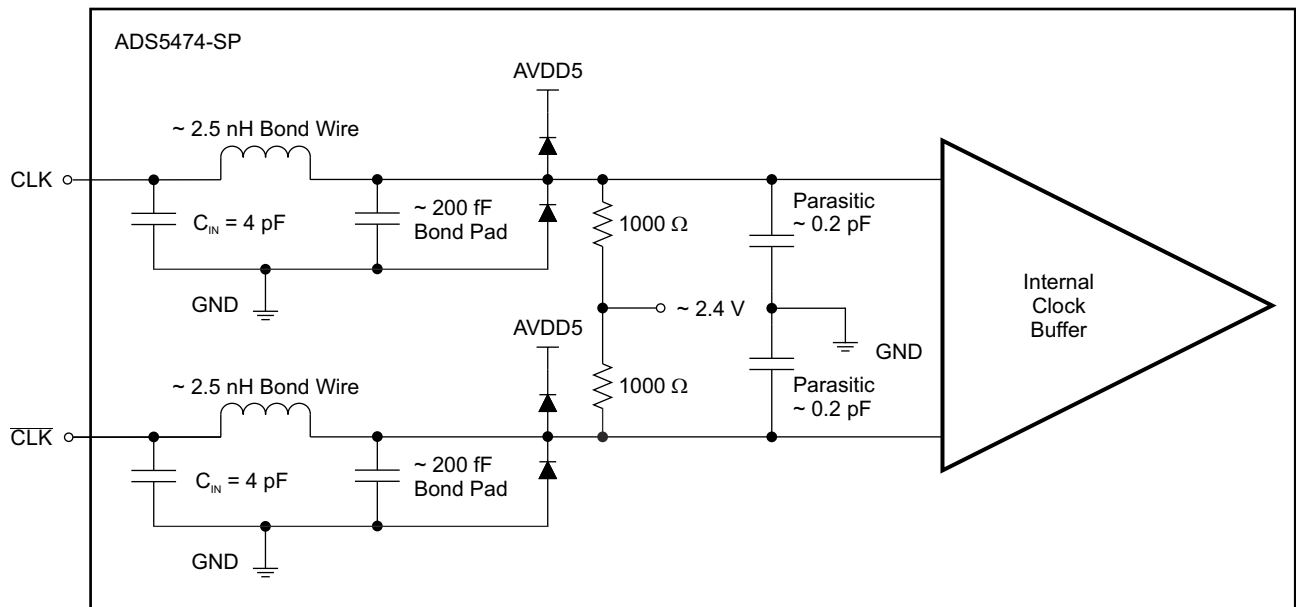 ADS5474-SP
AVDD5
~ 2.5 nH Bond Wire
CLK
C_IN = 4 pF
~ 200 fF
Bond Pad
1000 Ω
Parasitic
~ 0.2 pF
GND
~ 2.4 V
Internal
Clock
Buffer
AVDD5
GND
~ 2.5 nH Bond Wire
1000 Ω
Parasitic
~ 0.2 pF
C̅L̅K̅
C_IN = 4 pF
~ 200 fF
Bond Pad
GND